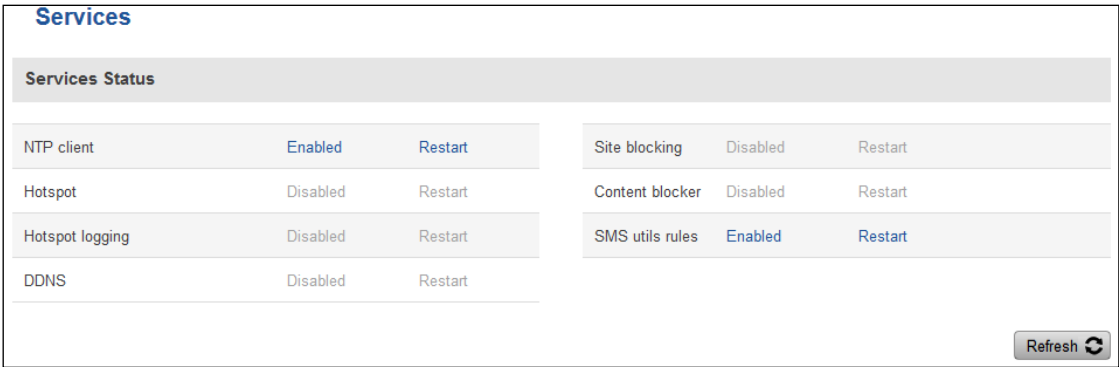 Services
Services Status
NTP client Enabled Restart
Hotspot Disabled Restart
Hotspot logging Disabled Restart
DDNS Disabled Restart
Site blocking Disabled Restart
Content blocker Disabled Restart
SMS utils rules Enabled Restart
Refresh